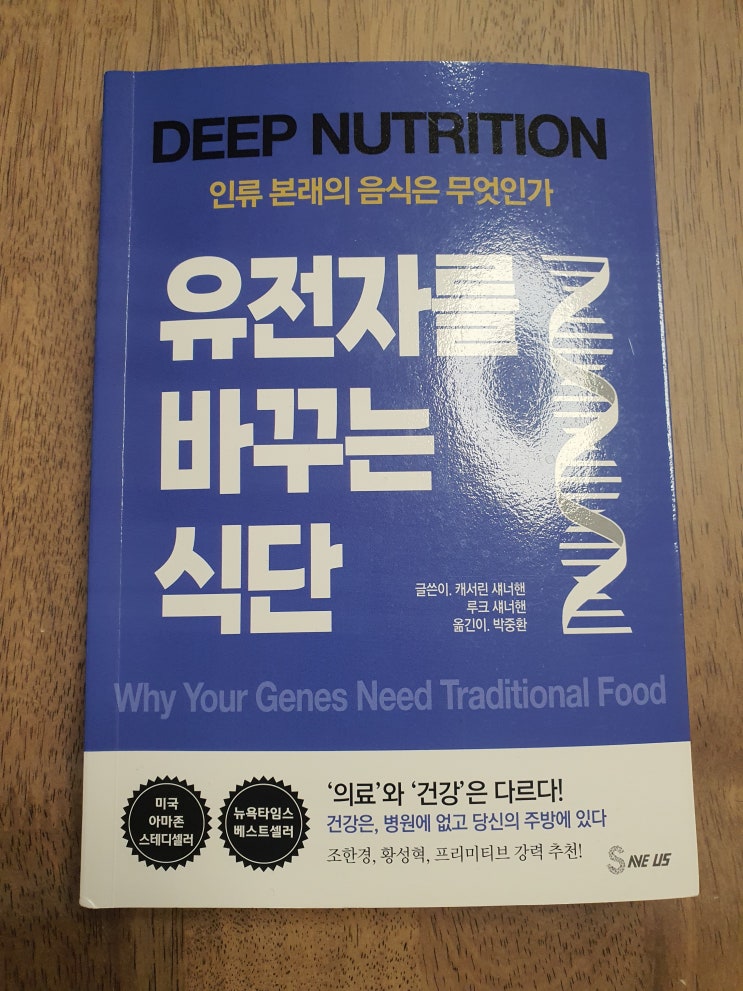 DEEP NUTRITION
인류 본래의 음식은 무엇인가
유전자를
바꾸는
식단
글쓴이. 캐서린 섀너핸
루크 섀너핸
옮긴이. 박중환
Why Your Genes Need Traditional Food
미국
아마존
스테디셀러
뉴욕타임스
베스트셀러
‘의료’와 ‘건강’은 다르다!
건강은, 병원에 없고 당신의 주방에 있다
조한경, 황성혁, 프리미티브 강력 추천!
SAVE US